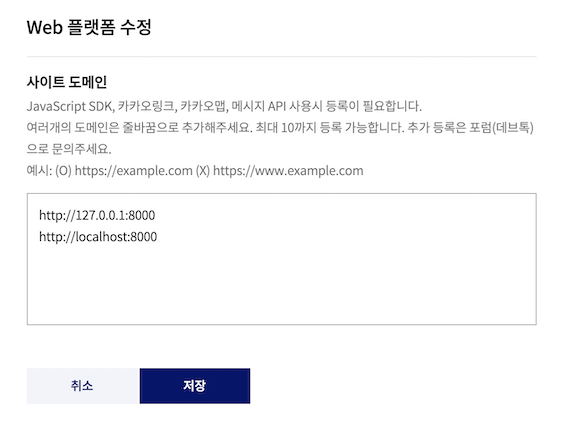 Web 플랫폼 수정
사이트 도메인
JavaScript SDK, 카카오링크, 카카오맵, 메시지 API 사용시 등록이 필요합니다.
여러개의 도메인은 줄바꿈으로 추가해주세요. 최대 10까지 등록 가능합니다. 추가 등록은 포럼(데브톡)
으로 문의주세요.
예시: (O) https://example.com (X) https://www.example.com
http://127.0.0.1:8000
http://localhost:8000
취소
저장